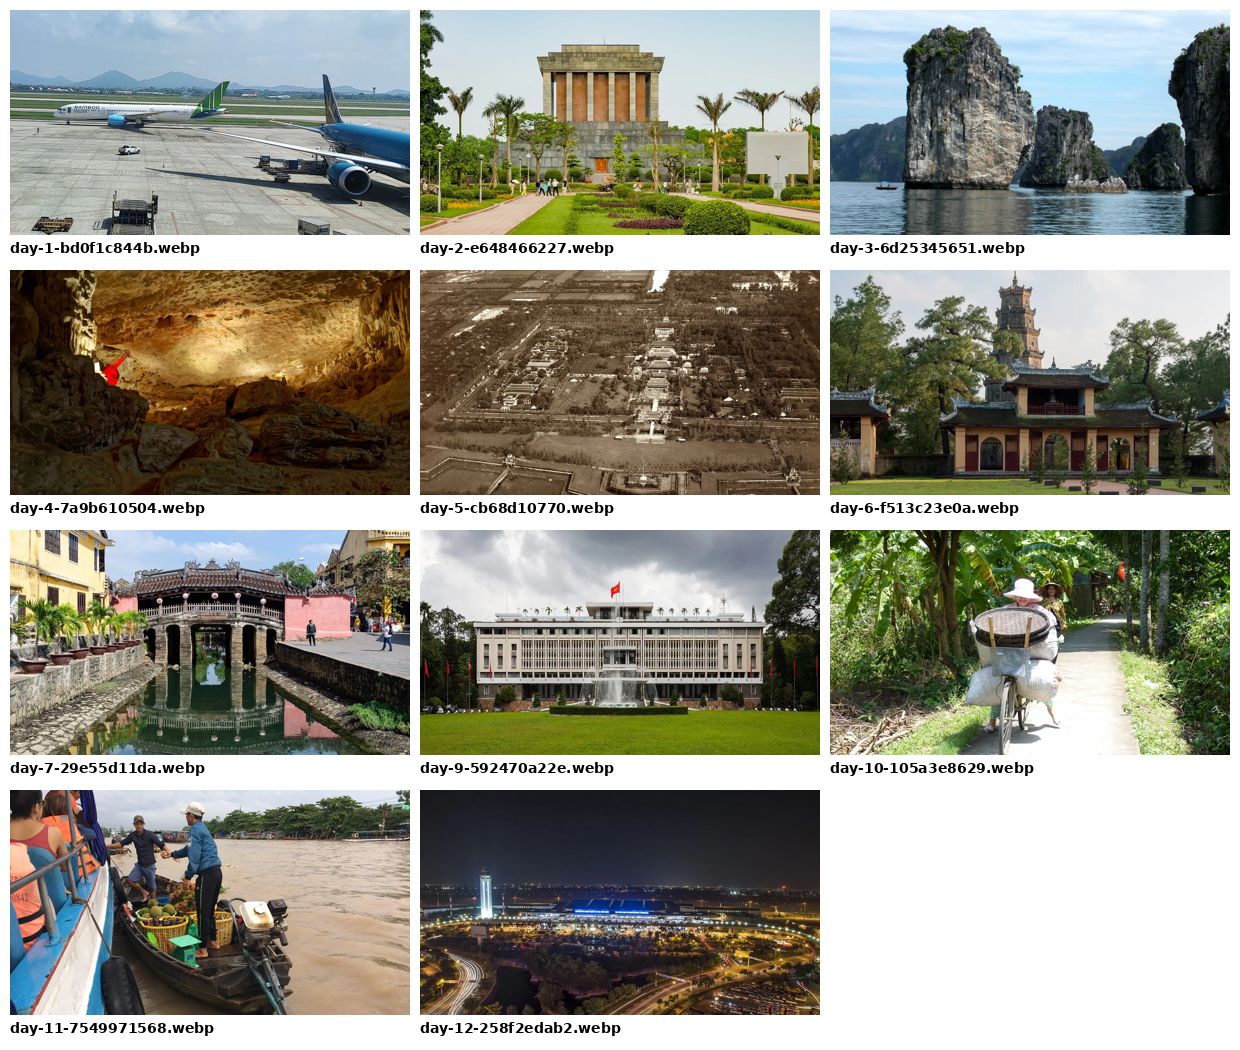 BAMBOO
day-1-bd0f1c844b.webp
day-2-e648466227.webp
day-3-6d25345651.webp
day-4-7a9b610504.webp
day-5-cb68d10770.webp
day-6-f513c23e0a.webp
day-7-29e55d11da.webp
day-9-592470a22e.webp
day-10-105a3e8629.webp
day-11-7549971568.webp
day-12-258f2edab2.webp